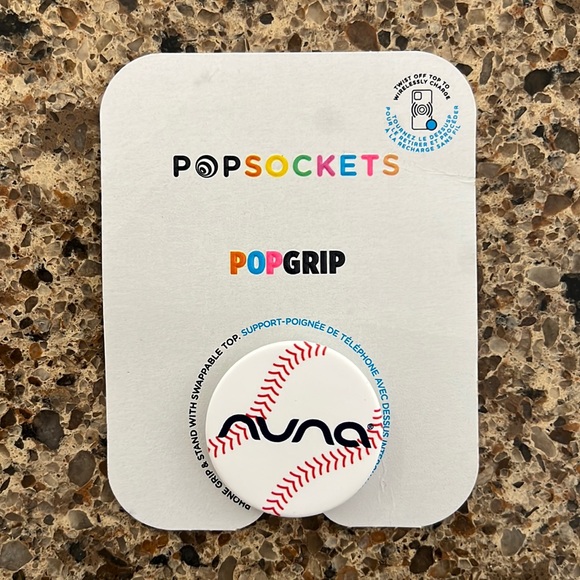 TWIST OFF TOP TO
WIRELESSLY CHARGE
TOURNEZ LE DESSUS
POUR LE RETIRER ET PROCÉDER
À LA RECHARGE SANS FIL
POPSOCKETS
POPGRIP
PHONE GRIP & STAND WITH SWAPPABLE TOP. SUPPORT-POIGNÉE DE TÉLÉPHONE AVEC DESSUS
nuna®